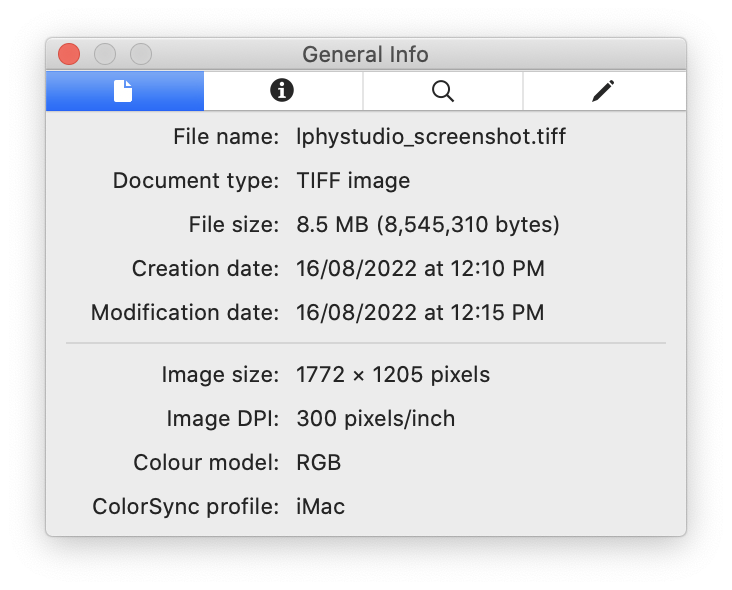 General Info
File name: lphystudio_screenshot.tiff
Document type: TIFF image
File size: 8.5 MB (8,545,310 bytes)
Creation date: 16/08/2022 at 12:10 PM
Modification date: 16/08/2022 at 12:15 PM
Image size: 1772 × 1205 pixels
Image DPI: 300 pixels/inch
Colour model: RGB
ColorSync profile: iMac